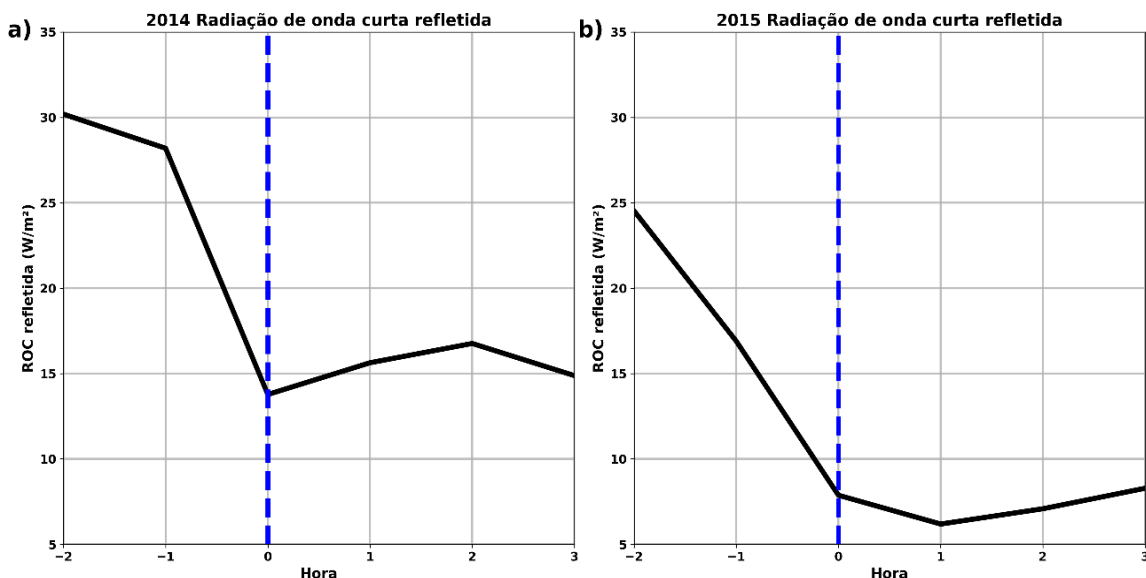 a)
2014 Radiação de onda curta refletida
35
30
25
20
15
10
5
ROC refletida (W/m²)
−2 −1 0 1 2 3
Hora
b)
2015 Radiação de onda curta refletida
35
30
25
20
15
10
5
ROC refletida (W/m²)
−2 −1 0 1 2 3
Hora